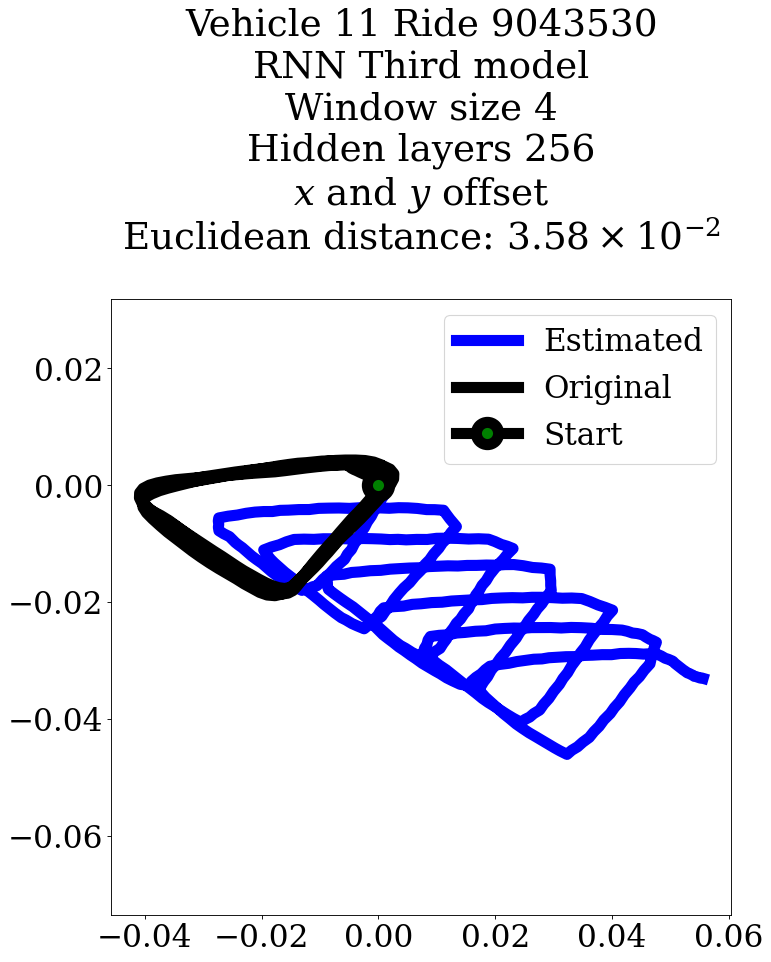 Vehicle 11 Ride 9043530
RNN Third model
Window size 4
Hidden layers 256
x and y offset
Euclidean distance: 3.58 × 10⁻²
Estimated
Original
Start
0.02
0.00
−0.02
−0.04
−0.06
−0.04 −0.02 0.00 0.02 0.04 0.06